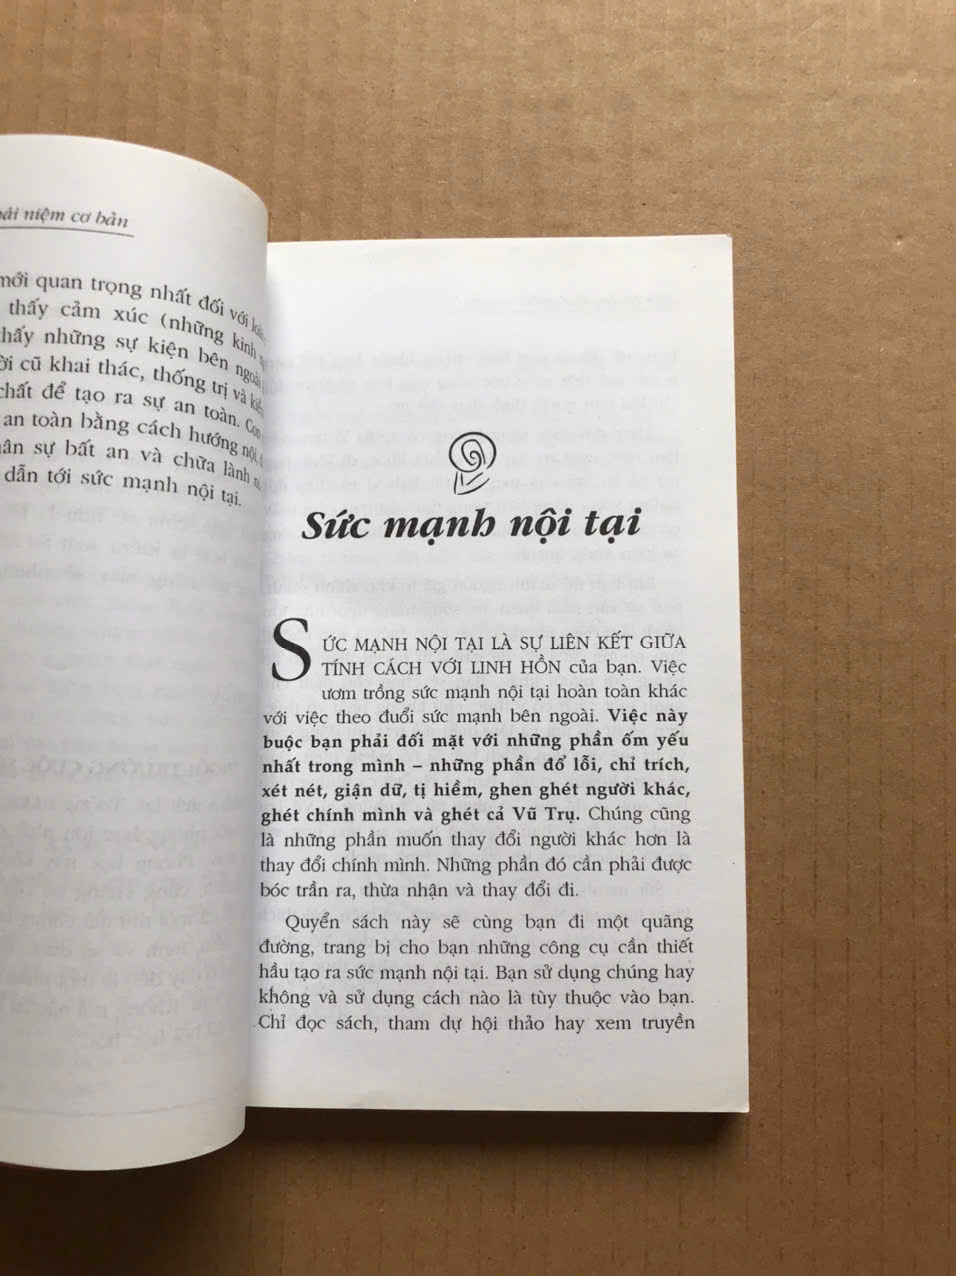 niệm cơ bản
mới quan trọng nhất đối với
thấy cảm xúc (những kinh
thấy những sự kiện bên ngoài
cũ khai thác, thống trị và
chất để tạo ra sự an toàn. Con
an toàn bằng cách hướng nội,
sự bất an và chữa lành
dẫn tới sức mạnh nội tại.
Sức mạnh nội tại
SỨC MẠNH NỘI TẠI LÀ SỰ LIÊN KẾT GIỮA
TÍNH CÁCH VỚI LINH HỒN của bạn. Việc
ươm trồng sức mạnh nội tại hoàn toàn khác
với việc theo đuổi sức mạnh bên ngoài. Việc này
buộc bạn phải đối mặt với những phần ốm yếu
nhất trong mình – những phần đổ lỗi, chỉ trích,
xét nét, giận dữ, tị hiềm, ghen ghét người khác,
ghét chính mình và ghét cả Vũ Trụ. Chúng cũng
là những phần muốn thay đổi người khác hơn là
thay đổi chính mình. Những phần đó cần phải được
bóc trần ra, thừa nhận và thay đổi đi.
Quyển sách này sẽ cùng bạn đi một quãng
đường, trang bị cho bạn những công cụ cần thiết
hầu tạo ra sức mạnh nội tại. Bạn sử dụng chúng hay
không và sử dụng cách nào là tùy thuộc vào bạn.
Chỉ đọc sách, tham dự hội thảo hay xem truyền